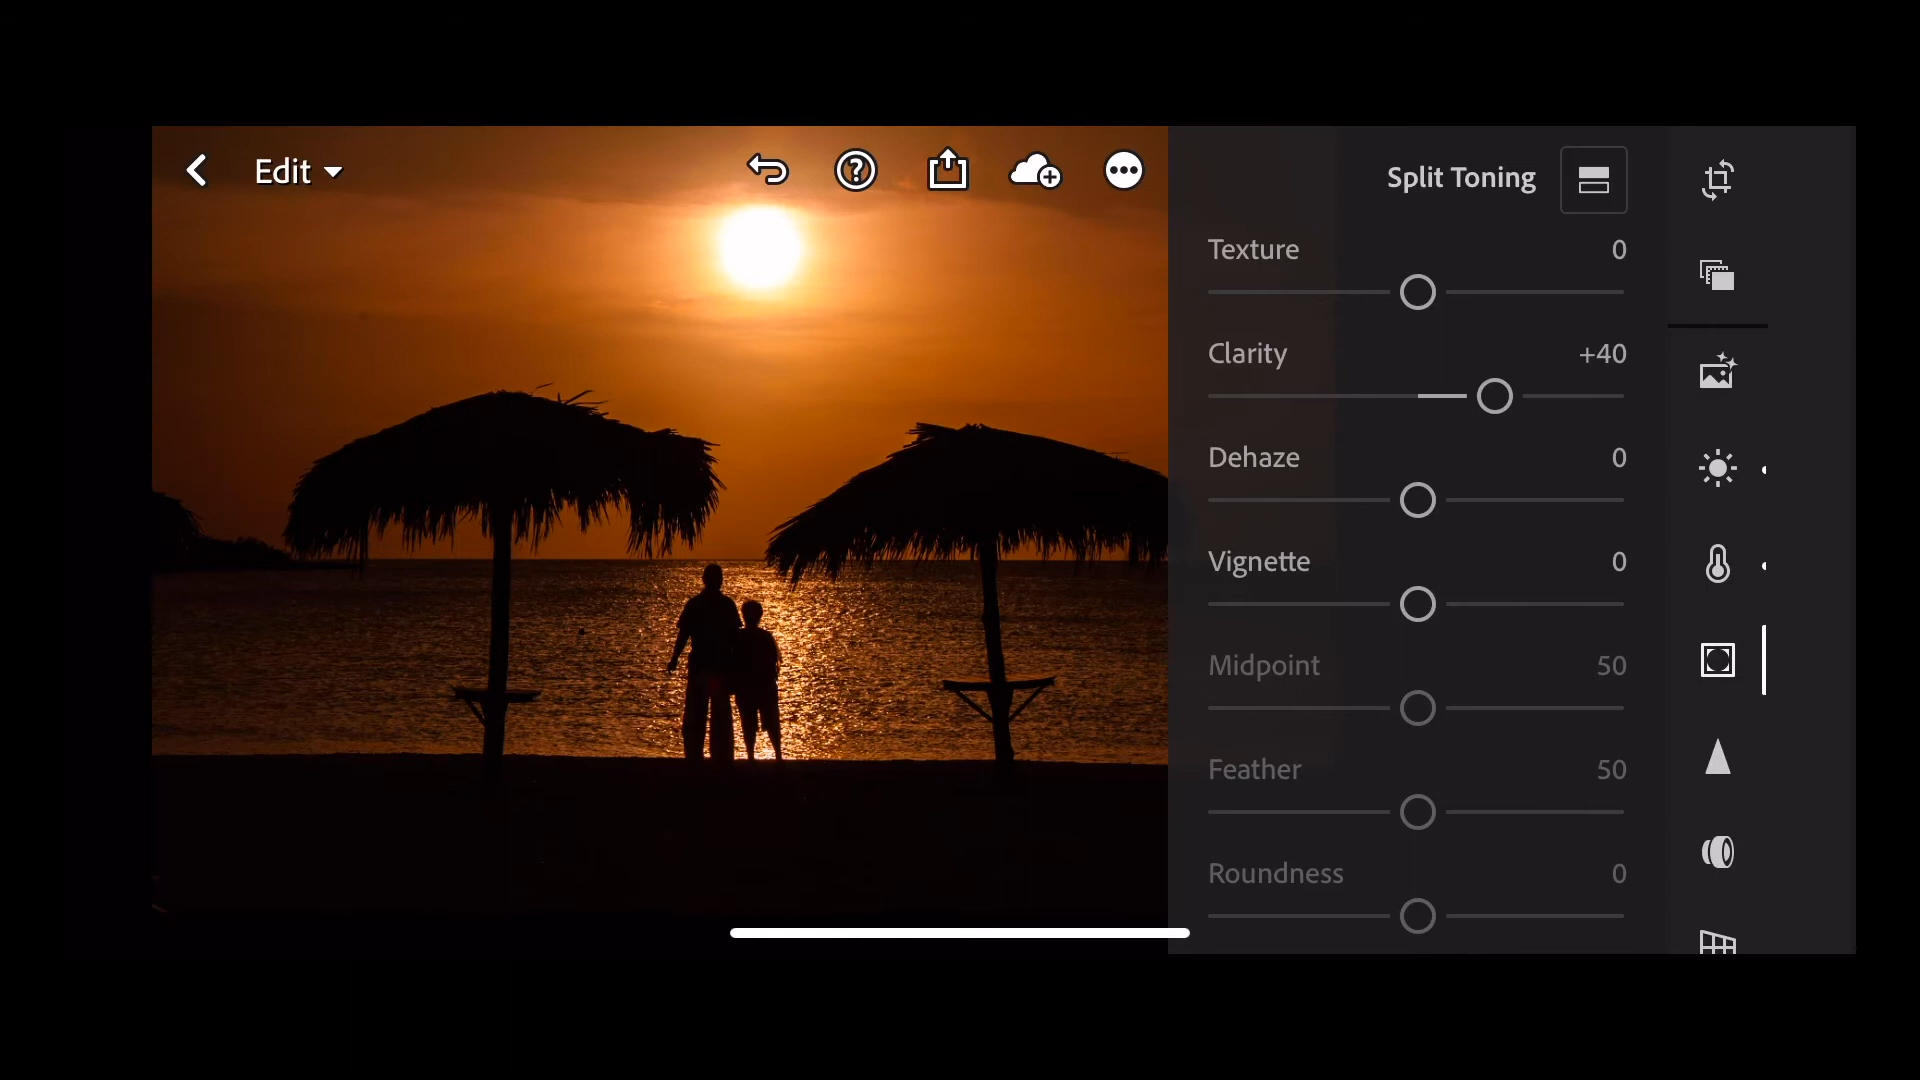 Edit
Split Toning
Texture 0
Clarity +40
Dehaze 0
Vignette 0
Midpoint 50
Feather 50
Roundness 0